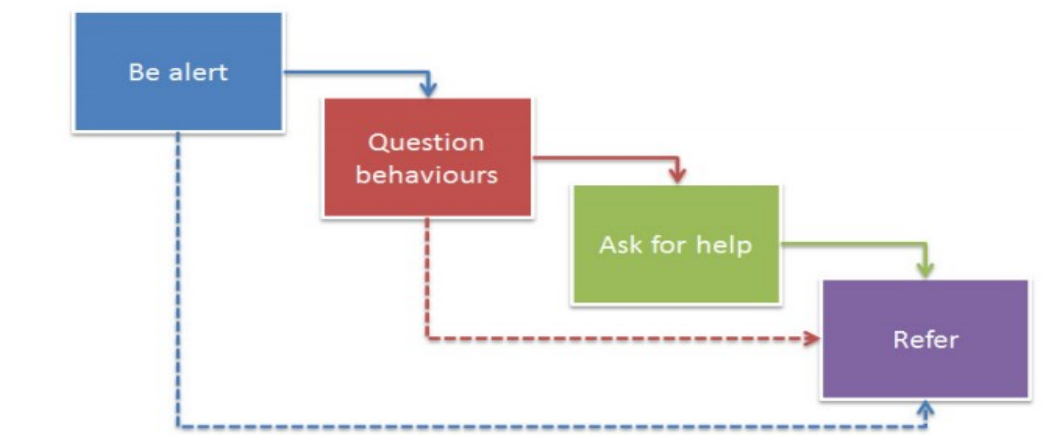 Be alert
Question
behaviours
Ask for help
Refer